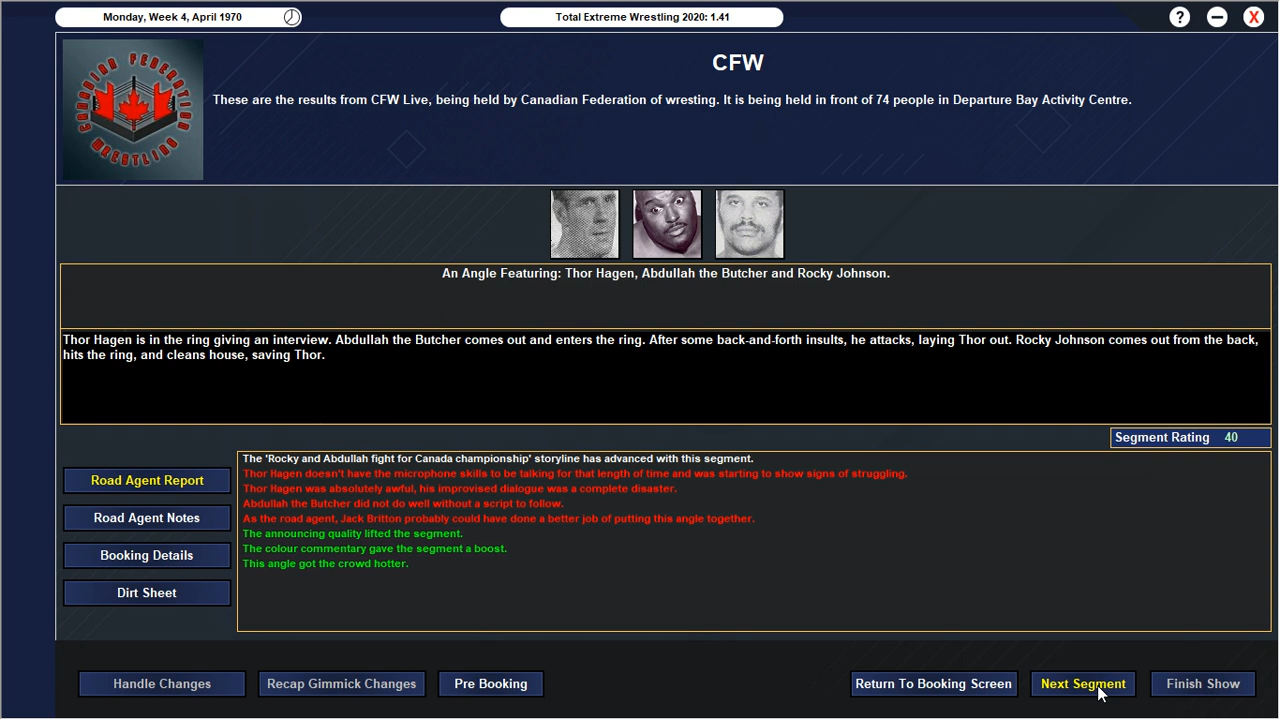 Monday, Week 4, April 1970
Total Extreme Wrestling 2020: 1.41
?
X
CANADIAN FEDERATION
WRESTLING
CFW
These are the results from CFW Live, being held by Canadian Federation of wresting. It is being held in front of 74 people in Departure Bay Activity Centre.
An Angle Featuring: Thor Hagen, Abdullah the Butcher and Rocky Johnson.
Thor Hagen is in the ring giving an interview. Abdullah the Butcher comes out and enters the ring. After some back-and-forth insults, he attacks, laying Thor out. Rocky Johnson comes out from the back,
hits the ring, and cleans house, saving Thor.
Segment Rating 40
Road Agent Report
Road Agent Notes
Booking Details
Dirt Sheet
The 'Rocky and Abdullah fight for Canada championship' storyline has advanced with this segment.
Thor Hagen doesn't have the microphone skills to be talking for that length of time and was starting to show signs of struggling.
Thor Hagen was absolutely awful, his improvised dialogue was a complete disaster.
Abdullah the Butcher did not do well without a script to follow.
As the road agent, Jack Britton probably could have done a better job of putting this angle together.
The announcing quality lifted the segment.
The colour commentary gave the segment a boost.
This angle got the crowd hotter.
Handle Changes
Recap Gimmick Changes
Pre Booking
Return To Booking Screen
Next Segment
Finish Show